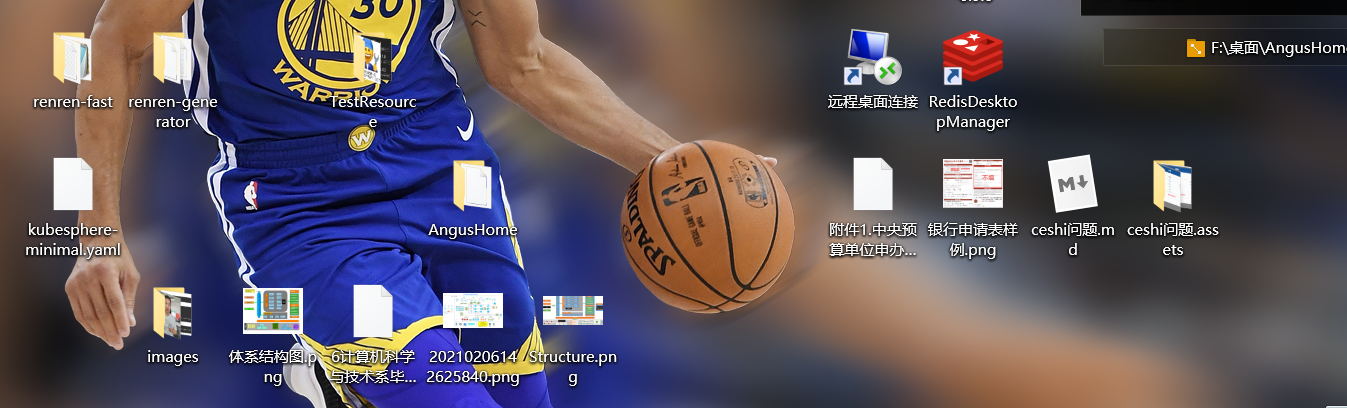 30
WARRIORS
W
SPALDING
F:\桌面\AngusHome
renren-fast
renren-gene
rator
TestResourc
e
远程桌面连接
RedisDeskto
pManager
kubesphere-
minimal.yaml
AngusHome
附件1.中央预
算单位申办...
银行申请表样
例.png
ceshi问题.m
d
ceshi问题.ass
ets
images
体系结构图.p
ng
6计算机科学
与技术系毕...
2021020614
2625840.png
Structure.pn
g